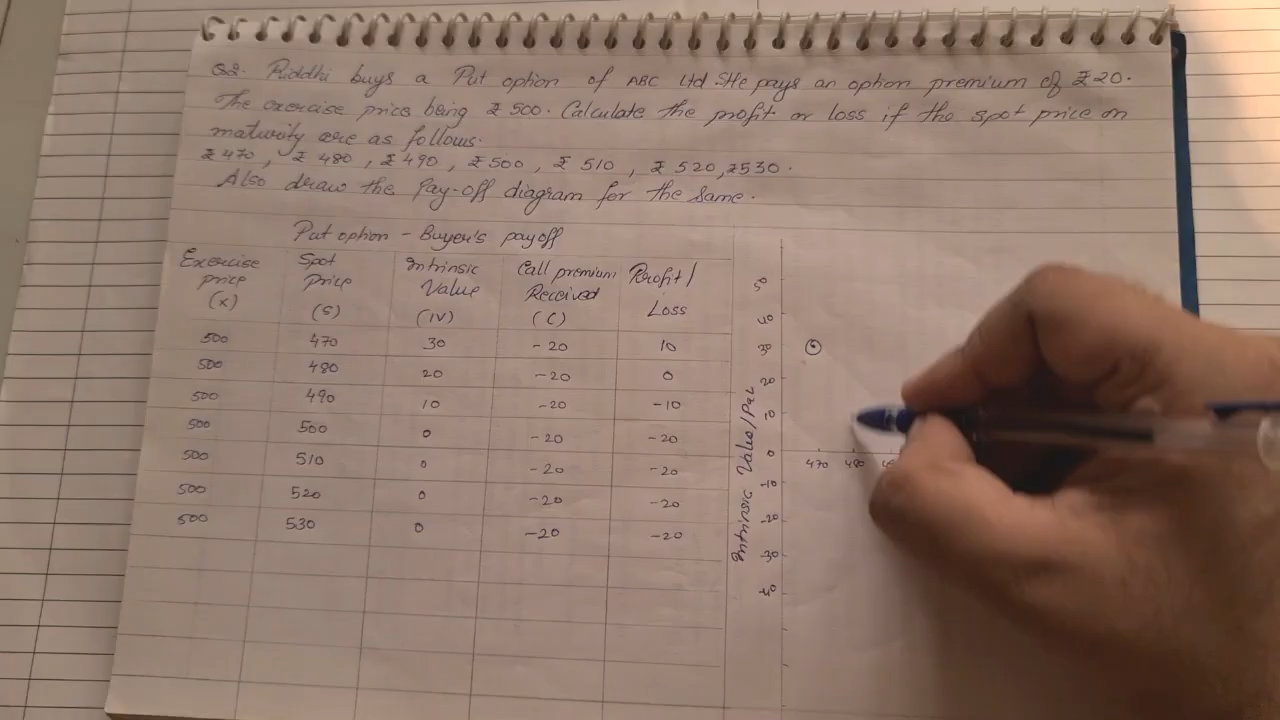 Q2. Riddhi buys a Put option of ABC Ltd SHe pays an option premium of ₹20.
The exercise price being ₹500. Calculate the profit or loss if the spot price on
maturity are as follows.
₹470, ₹480, ₹490, ₹500, ₹510, ₹520, ₹530.
Also draw the Pay-off diagram for the same.
Put option - Buyer's payoff
Exercise Price (X) Spot Price (S) Intrinsic Value (IV) Call premium Received (C) Profit/ Loss
500 470 30 -20 10
500 480 20 -20 0
500 490 10 -20 -10
500 500 0 -20 -20
500 510 0 -20 -20
500 520 0 -20 -20
500 530 0 -20 -20
Intrinsic Value/P&L
50
40
30
20
10
0
-10
-20
-30
-40
470 480